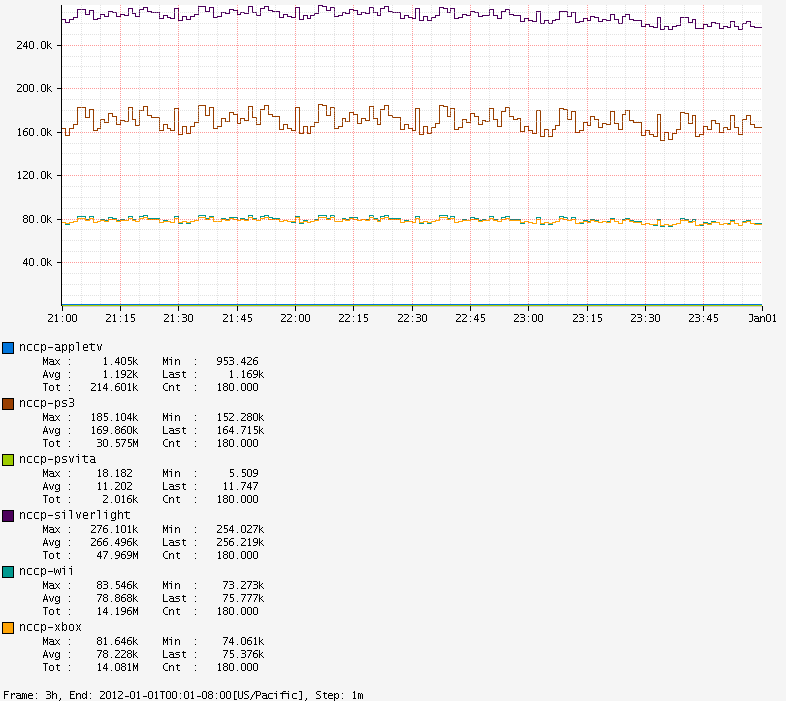 240.0k
200.0k
160.0k
120.0k
80.0k
40.0k
21:00 21:15 21:30 21:45 22:00 22:15 22:30 22:45 23:00 23:15 23:30 23:45 Jan01
nccp-appletv
Max : 1.405k Min : 953.426
Avg : 1.192k Last : 1.169k
Tot : 214.601k Cnt : 180.000
nccp-ps3
Max : 185.104k Min : 152.280k
Avg : 169.860k Last : 164.715k
Tot : 30.575M Cnt : 180.000
nccp-psvita
Max : 18.182 Min : 5.509
Avg : 11.202 Last : 11.747
Tot : 2.016k Cnt : 180.000
nccp-silverlight
Max : 276.101k Min : 254.027k
Avg : 266.496k Last : 256.219k
Tot : 47.969M Cnt : 180.000
nccp-wii
Max : 83.546k Min : 73.273k
Avg : 78.868k Last : 75.777k
Tot : 14.196M Cnt : 180.000
nccp-xbox
Max : 81.646k Min : 74.061k
Avg : 78.228k Last : 75.376k
Tot : 14.081M Cnt : 180.000
Frame: 3h, End: 2012-01-01T00:01-08:00[US/Pacific], Step: 1m